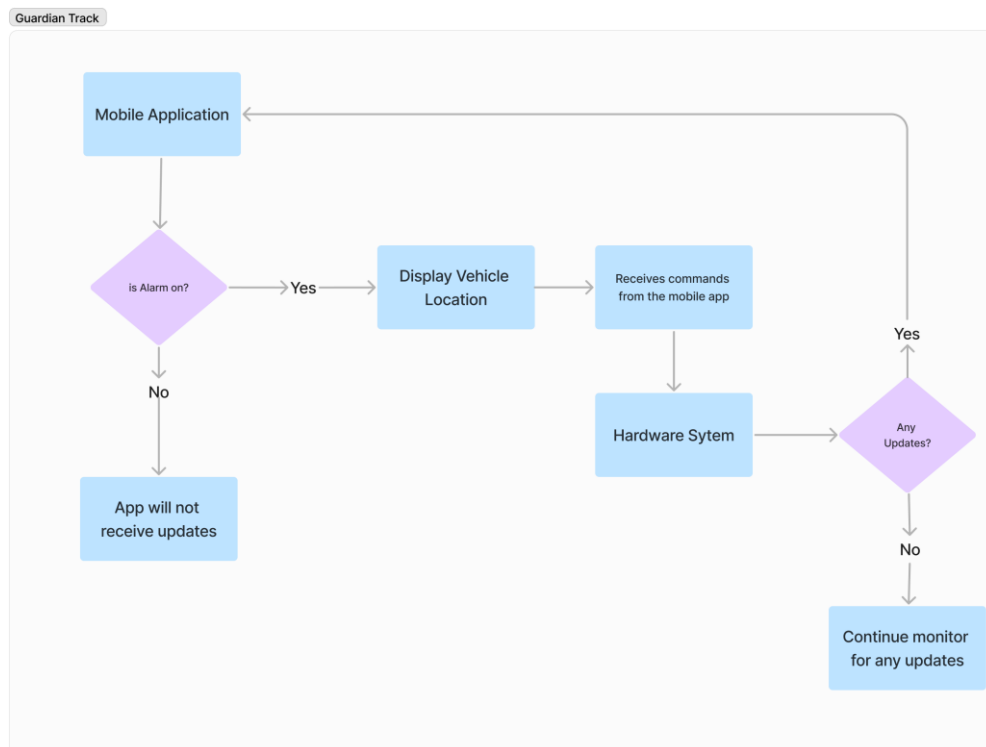 Guardian Track
Mobile Application
is Alarm on?
Yes
Display Vehicle
Location
Receives commands
from the mobile app
Yes
No
Hardware Sytem
Any
Updates?
App will not
receive updates
No
Continue monitor
for any updates